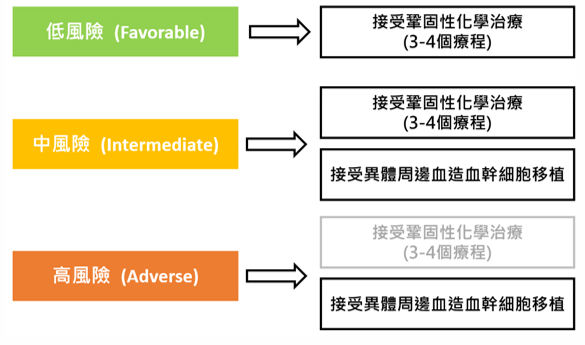 低風險 (Favorable)
接受鞏固性化學治療
(3-4個療程)
中風險 (Intermediate)
接受鞏固性化學治療
(3-4個療程)
接受異體周邊血造血幹細胞移植
高風險 (Adverse)
接受鞏固性化學治療
(3-4個療程)
接受異體周邊血造血幹細胞移植